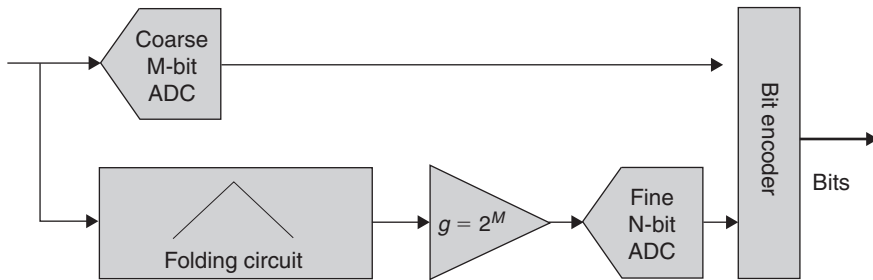 Coarse
M-bit
ADC
Folding circuit
g = 2^M
Fine
N-bit
ADC
Bit encoder
Bits